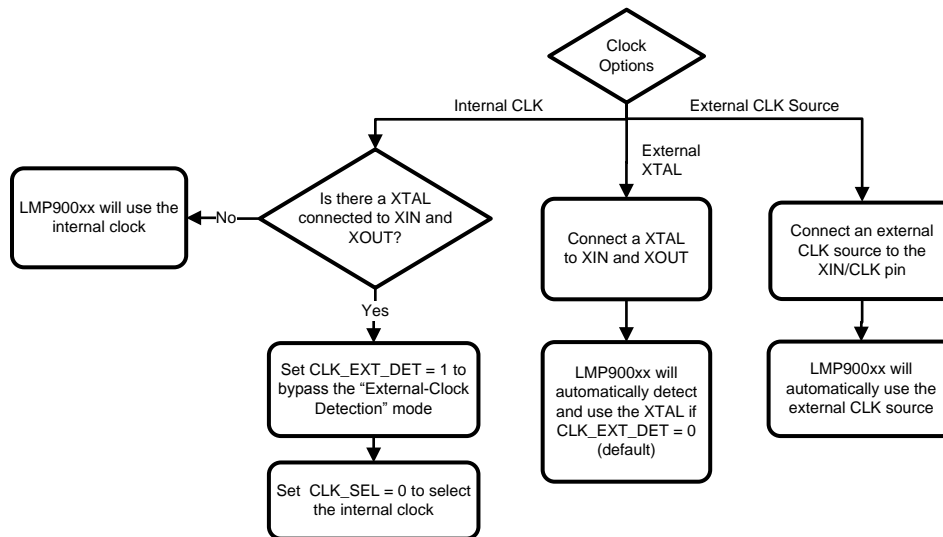 Clock
Options
Internal CLK
External CLK Source
External
XTAL
Is there a XTAL
connected to XIN and
XOUT?
No
LMP900xx will use the
internal clock
Yes
Set CLK_EXT_DET = 1 to
bypass the “External-Clock
Detection” mode
Set CLK_SEL = 0 to select
the internal clock
Connect a XTAL
to XIN and XOUT
LMP900xx will
automatically detect
and use the XTAL if
CLK_EXT_DET = 0
(default)
Connect an external
CLK source to the
XIN/CLK pin
LMP900xx will
automatically use the
external CLK source